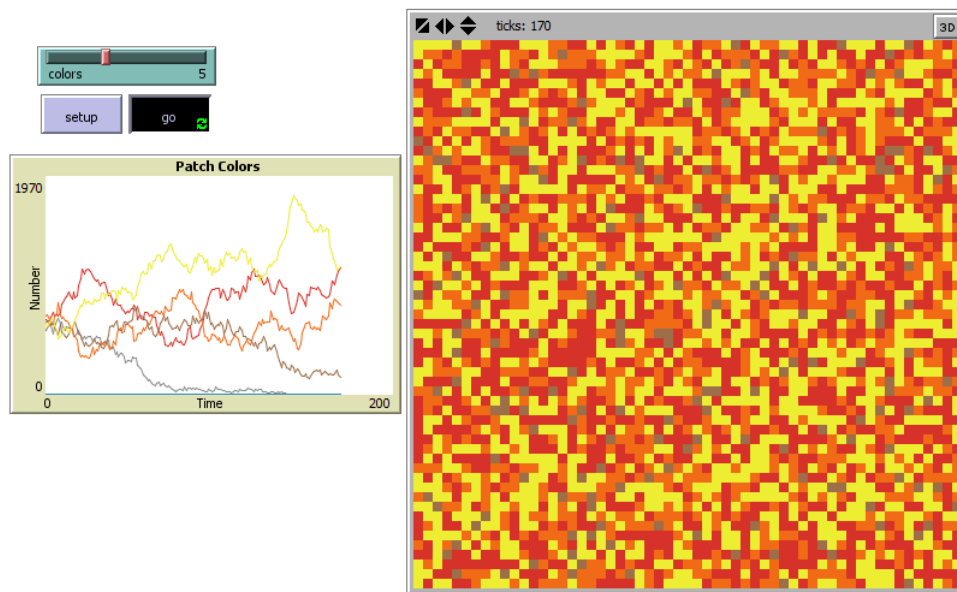 ticks: 170
3D
colors 5
setup
go
Patch Colors
1970
Number
0
0 Time 200